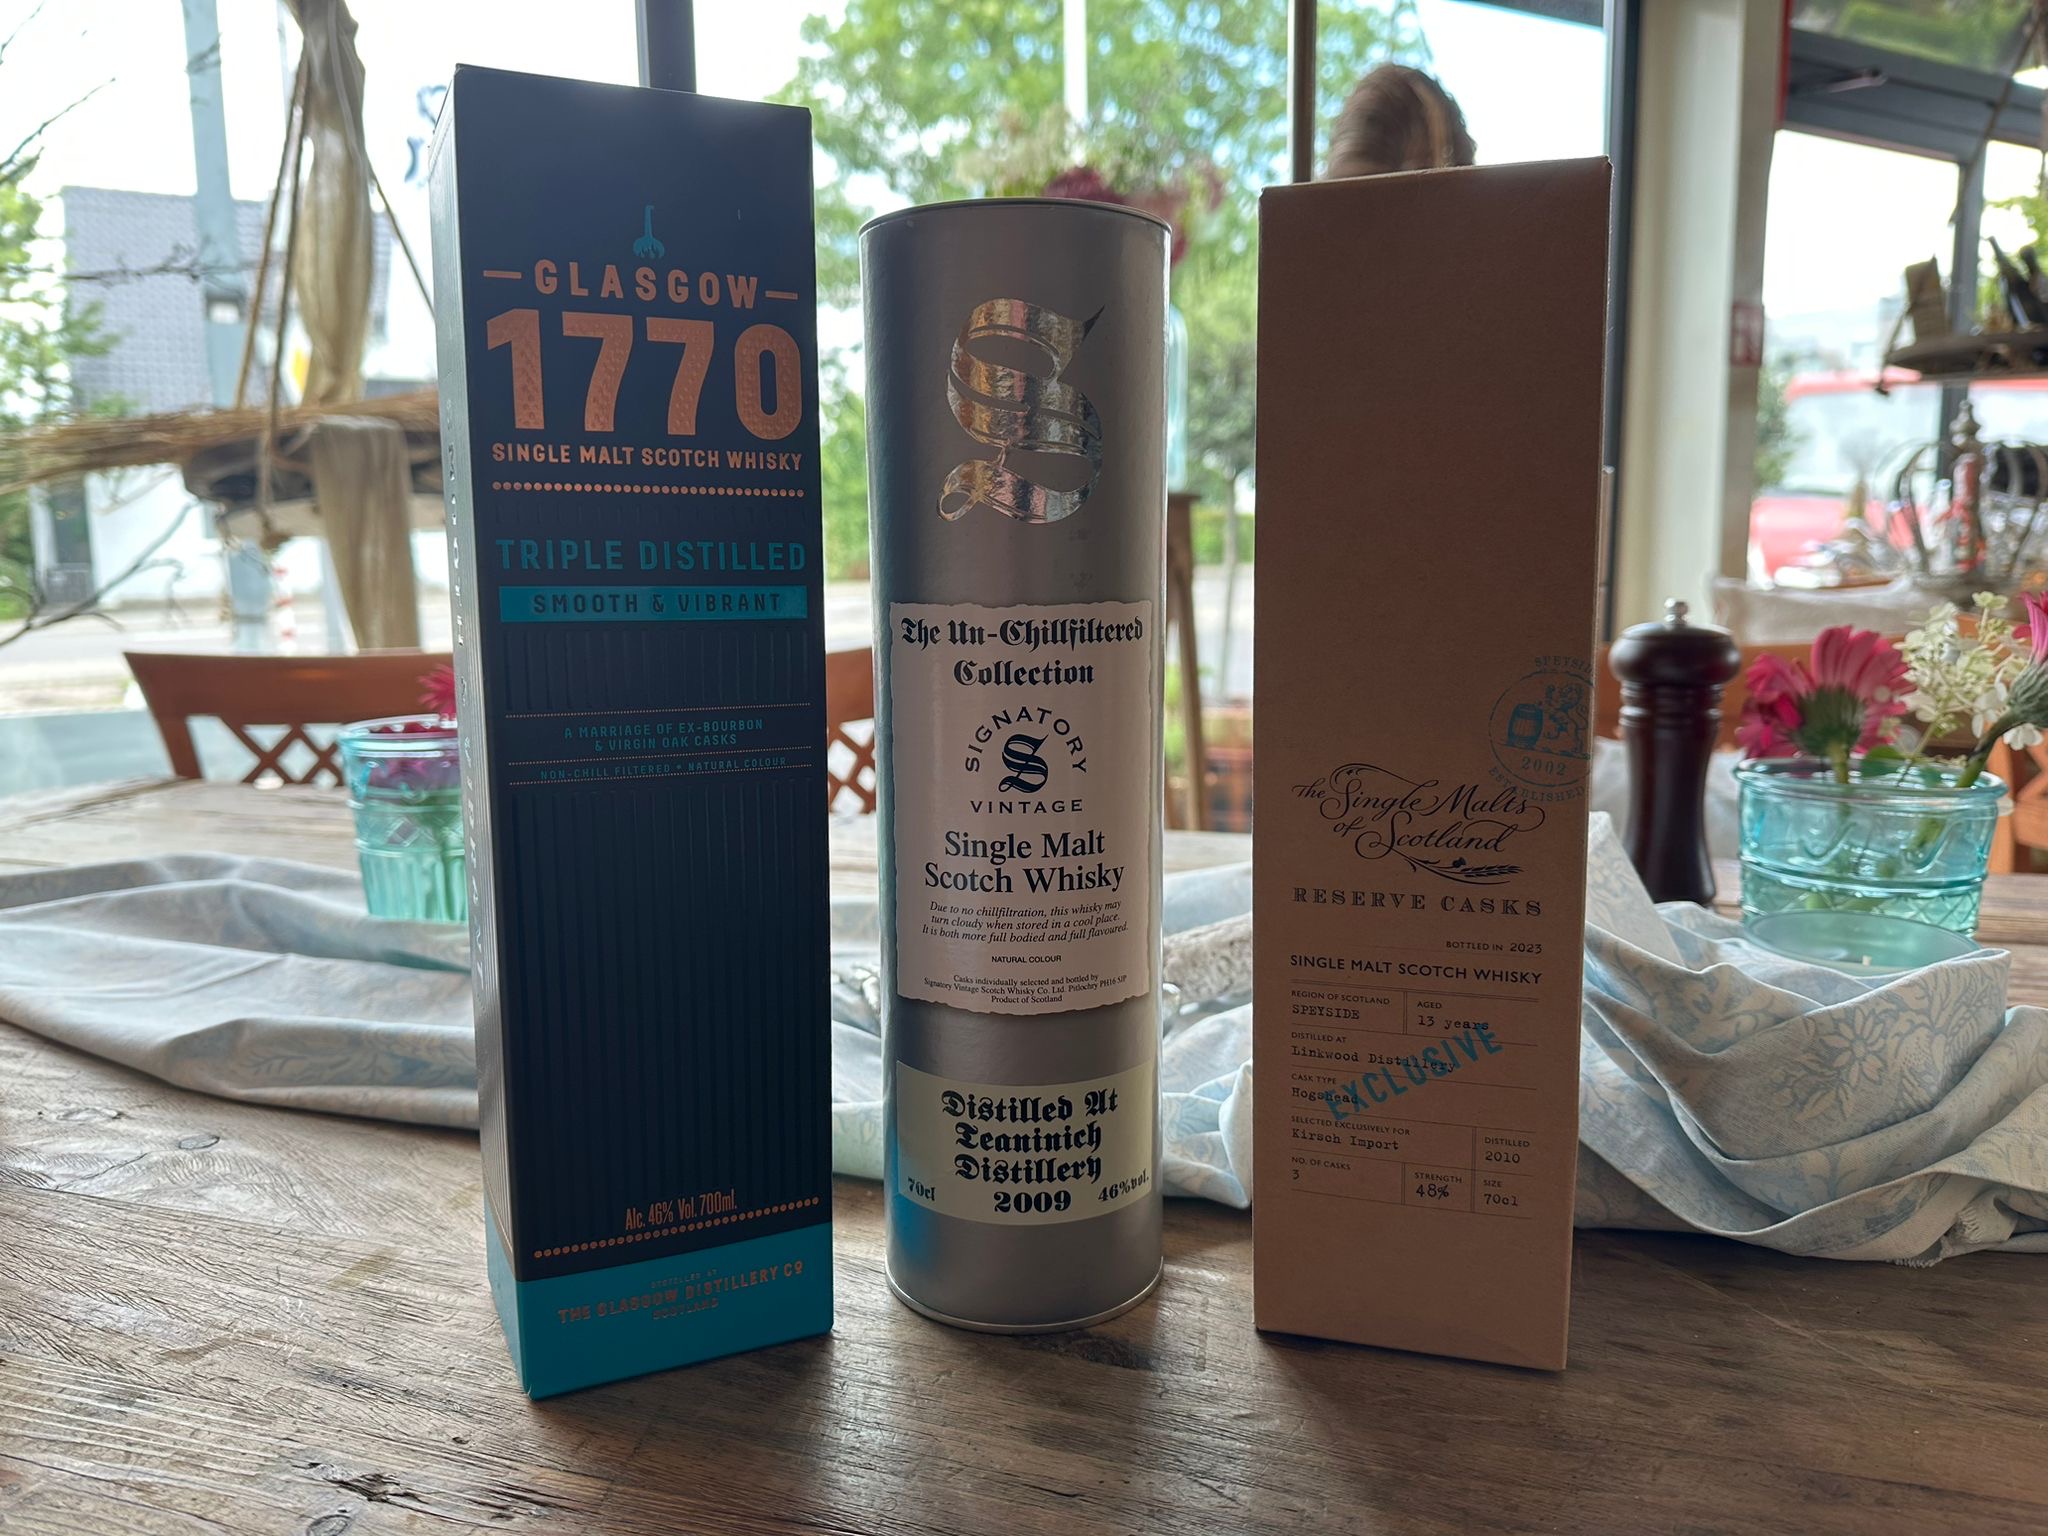 GLASGOW
1770
SINGLE MALT SCOTCH WHISKY
TRIPLE DISTILLED
SMOOTH & VIBRANT
A MARRIAGE OF EX-BOURBON
& VIRGIN OAK CASKS
NON-CHILL FILTERED • NATURAL COLOUR
Alc. 46% Vol. 700ml.
DISTILLED AT
THE GLASGOW DISTILLERY CO
SCOTLAND
S
The Un-Chillfiltered
Collection
SIGNATORY
S
VINTAGE
Single Malt
Scotch Whisky
Due to no chillfiltration, this whisky may
turn cloudy when stored in a cool place.
It is both more full bodied and full flavoured.
NATURAL COLOUR
Casks individually selected and bottled by
Signatory Vintage Scotch Whisky Co. Ltd. Pitlochry PH16 5JP
Product of Scotland
Distilled At
Teaninich
Distillery
70cl 2009 46%vol.
2002
ESTABLISHED
The Single Malts
of Scotland
RESERVE CASKS
BOTTLED IN 2023
SINGLE MALT SCOTCH WHISKY
REGION OF SCOTLAND
SPEYSIDE
AGED
13 years
DISTILLED AT
Linkwood Distillery
CASK TYPE
Hogshead
EXCLUSIVE
SELECTED EXCLUSIVELY FOR
Kirsch Import
DISTILLED
2010
NO. OF CASKS
3
STRENGTH
48%
SIZE
70cl